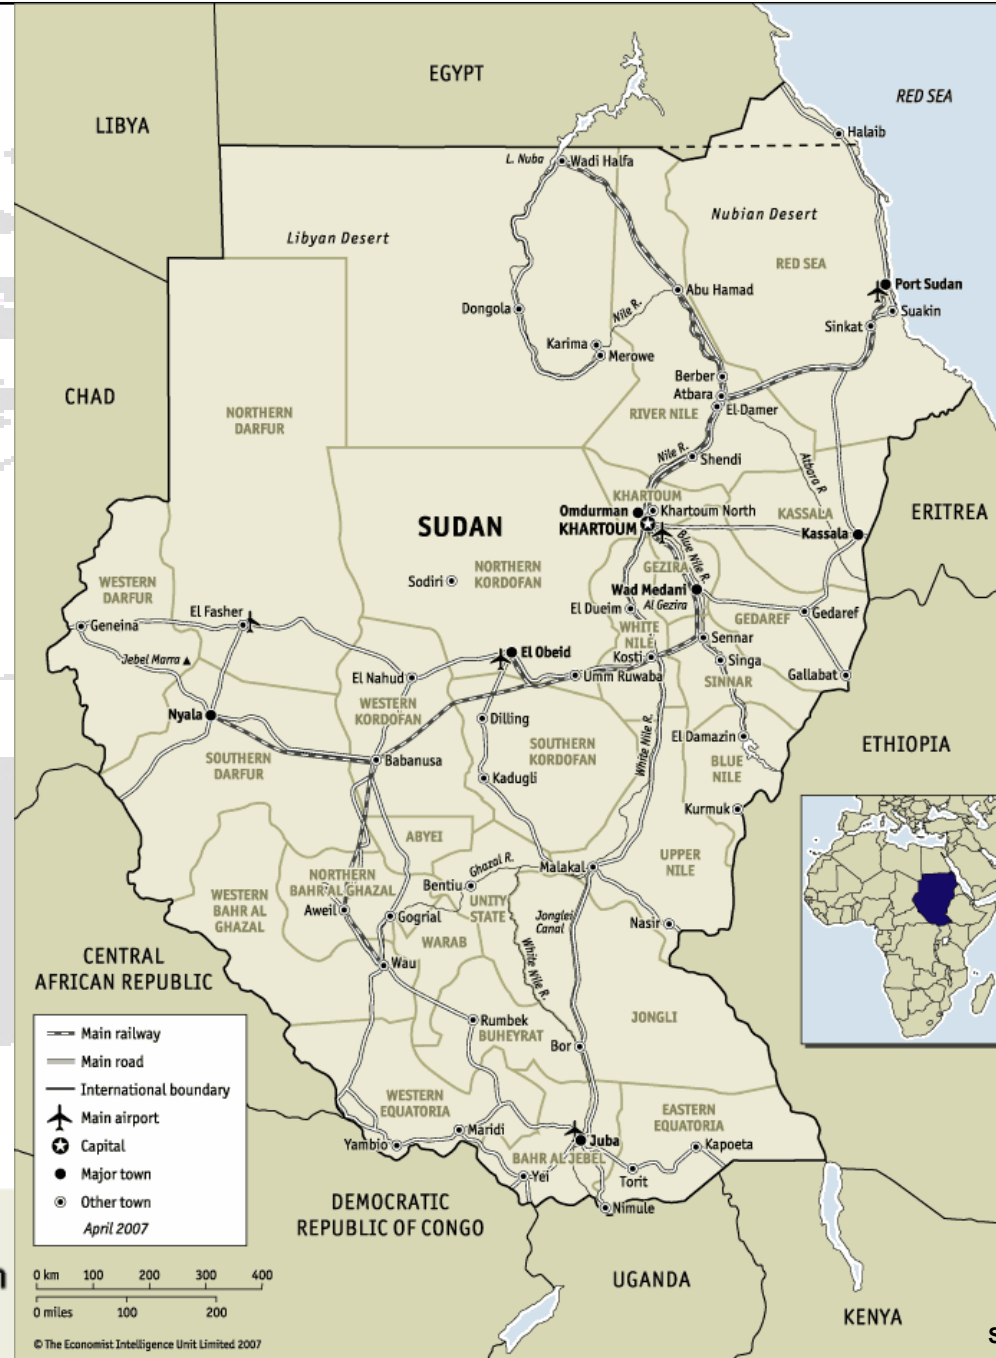 EGYPT
RED SEA
LIBYA
Halaib
L. Nuba
Wadi Halfa
Nubian Desert
Libyan Desert
RED SEA
Port Sudan
Abu Hamad
Dongola
Nile R.
Suakin
Sinkat
Karima
Merowe
Berber
Atbara
CHAD
El Damer
NORTHERN
DARFUR
RIVER NILE
Nile R.
Shendi
Atbara R
KHARTOUM
Omdurman
Khartoum North
KASSALA
ERITREA
SUDAN
KHARTOUM
Kassala
Blue Nile R.
NORTHERN
KORDOFAN
GEZIRA
Sodiri
WESTERN
DARFUR
Wad Medani
Al Gezira
El Dueim
El Fasher
Gedaref
GEDAREF
Geneina
WHITE
NILE
Sennar
El Obeid
Kosti
Singa
Jebel Marra
El Nahud
Umm Ruwaba
SINNAR
Gallabat
WESTERN
KORDOFAN
Nyala
Dilling
White Nile R.
El Damazin
ETHIOPIA
SOUTHERN
KORDOFAN
SOUTHERN
DARFUR
Babanusa
BLUE
NILE
Kadugli
Kurmuk
ABYEI
Ghazal R.
Malakal
UPPER
NILE
NORTHERN
BAHR AL GHAZAL
Bentiu
WESTERN
BAHR AL
GHAZAL
UNITY
STATE
Aweil
Gogrial
Jonglei
Canal
Nasir
WARAB
CENTRAL
AFRICAN REPUBLIC
Wau
White Nile R.
Rumbek
JONGLI
BUHEYRAT
Bor
Main railway
Main road
International boundary
Main airport
Capital
Major town
Other town
April 2007
WESTERN
EQUATORIA
EASTERN
EQUATORIA
Maridi
Yambio
Juba
Kapoeta
BAHR AL JEBEL
Yei
Torit
DEMOCRATIC
REPUBLIC OF CONGO
Nimule
0 km 100 200 300 400
0 miles 100 200
UGANDA
KENYA
© The Economist Intelligence Unit Limited 2007